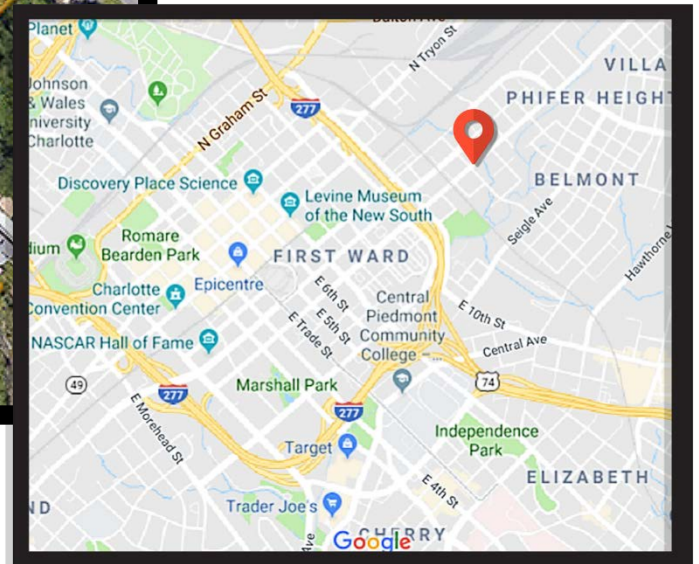 Planet
N Tryon St
VILLA
PHIFER HEIGHT
277
Johnson
& Wales
niversity
Charlotte
N Graham St
BELMONT
Discovery Place Science
Levine Museum
of the New South
Seigle Ave
Hawthorne
Romare
Bearden Park
dium
FIRST WARD
Epicentre
Charlotte
Convention Center
E 6th St
E 5th St
E Trade St
Central
Piedmont
Community
College –...
E 10th St
Central Ave
NASCAR Hall of Fame
49
277
E Morehead St
Marshall Park
277
74
Target
Independence
Park
E 4th St
ELIZABETH
ND
Trader Joe's
Ave
Google
CHERRY